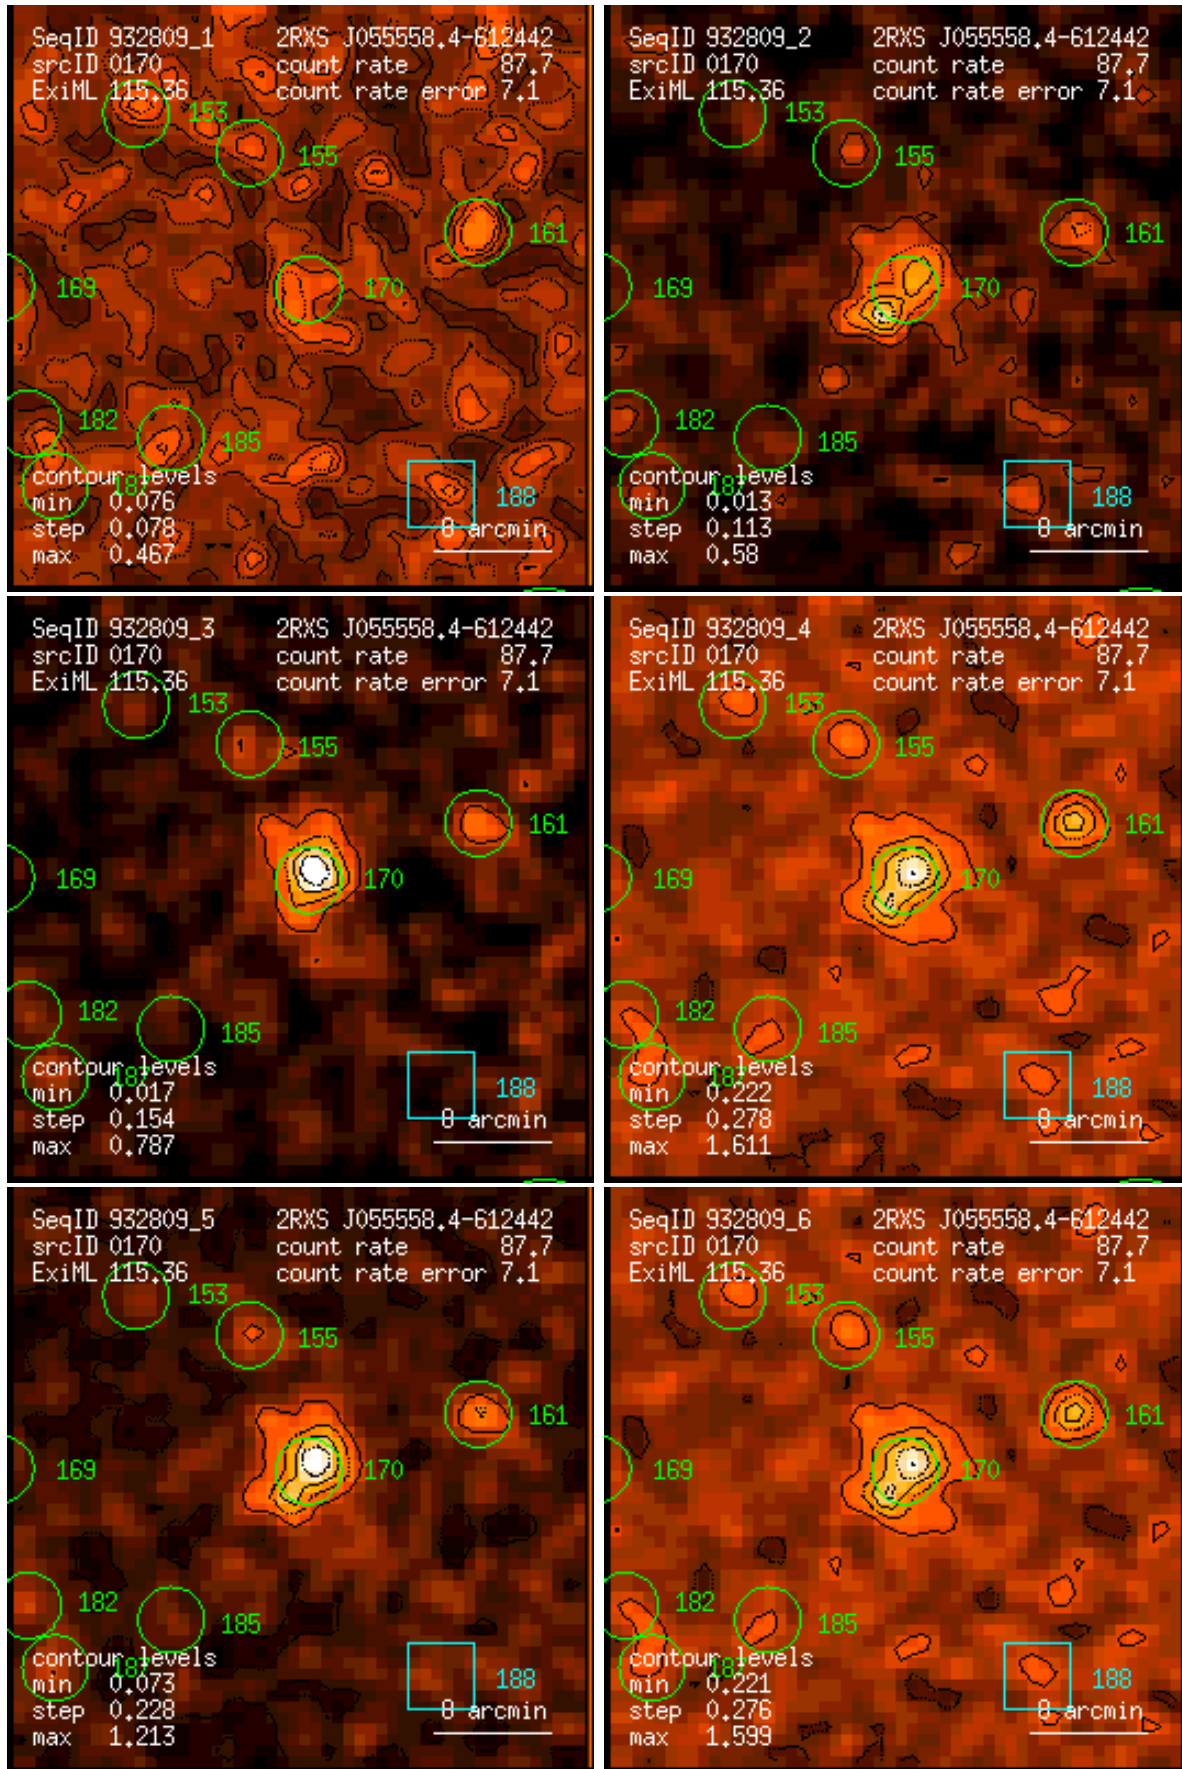 SeqID 932809_1 2RXS J055558.4-612442
srcID 0170 count rate 87.7
ExiML 115.36 count rate error 7.1
153
155
161
169
170
182
185
contour levels
187
min 0.076
188
step 0.078
8 arcmin
max 0.467
SeqID 932809_2 2RXS J055558.4-612442
srcID 0170 count rate 87.7
ExiML 115.36 count rate error 7.1
153
155
161
169
170
182
185
contour levels
187
min 0.013
188
step 0.113
8 arcmin
max 0.58
SeqID 932809_3 2RXS J055558.4-612442
srcID 0170 count rate 87.7
ExiML 115.36 count rate error 7.1
153
155
161
169
170
182
185
contour levels
187
min 0.017
188
step 0.154
8 arcmin
max 0.787
SeqID 932809_4 2RXS J055558.4-612442
srcID 0170 count rate 87.7
ExiML 115.36 count rate error 7.1
153
155
161
169
170
182
185
contour levels
187
min 0.222
188
step 0.278
8 arcmin
max 1.611
SeqID 932809_5 2RXS J055558.4-612442
srcID 0170 count rate 87.7
ExiML 115.36 count rate error 7.1
153
155
161
169
170
182
185
contour levels
187
min 0.073
188
step 0.228
8 arcmin
max 1.213
SeqID 932809_6 2RXS J055558.4-612442
srcID 0170 count rate 87.7
ExiML 115.36 count rate error 7.1
153
155
161
169
170
182
185
contour levels
187
min 0.221
188
step 0.276
8 arcmin
max 1.599